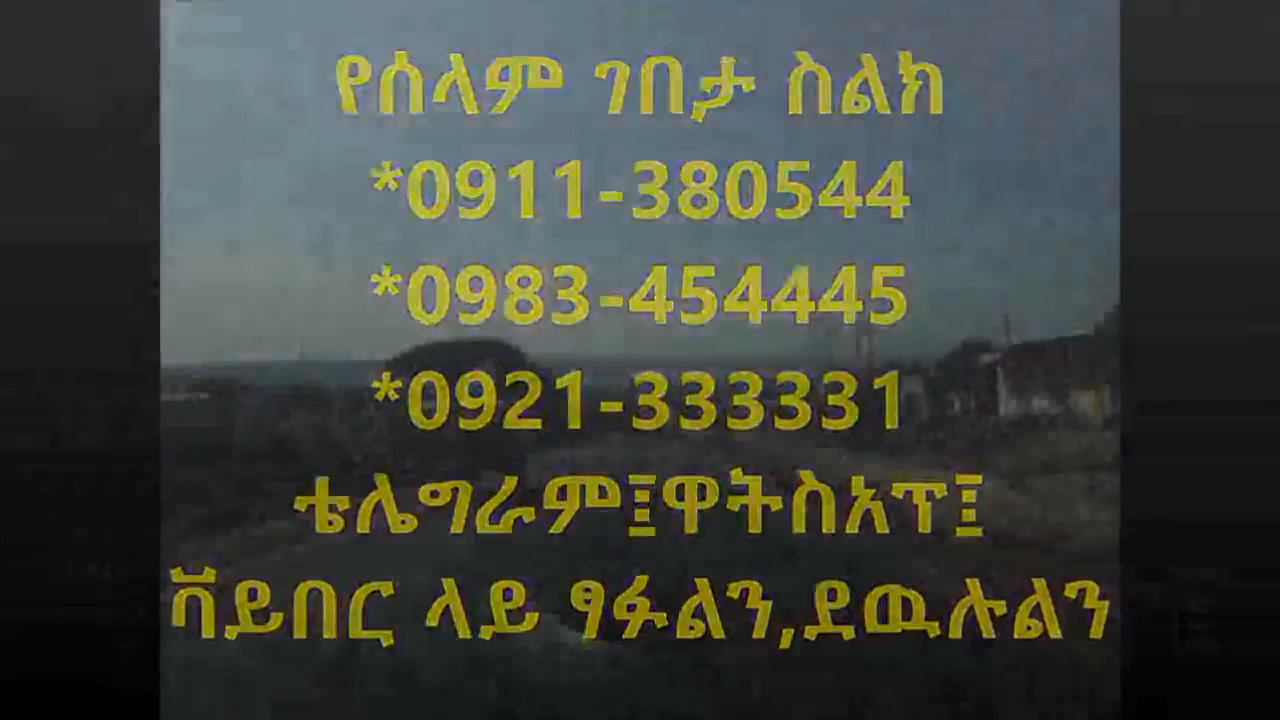 የሰላም ገበታ ስልክ
*0911-380544
*0983-454445
*0921-333331
ቴሌግራም፤ዋትስአፕ፤
ቫይበር ላይ ፃፉልን,ደዉሉልን